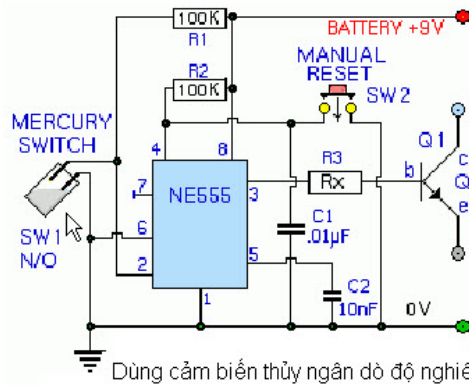 100K
BATTERY +9V
R1
R2
MANUAL
RESET
100K
SW2
MERCURY
SWITCH
4
8
Q1
c
7
NE555
3
R3
Rx
b
Q
e
SW1
N/O
6
2
5
C1
.01µF
1
C2
10nF
0V
Dùng cảm biến thủy ngân dò độ nghiê